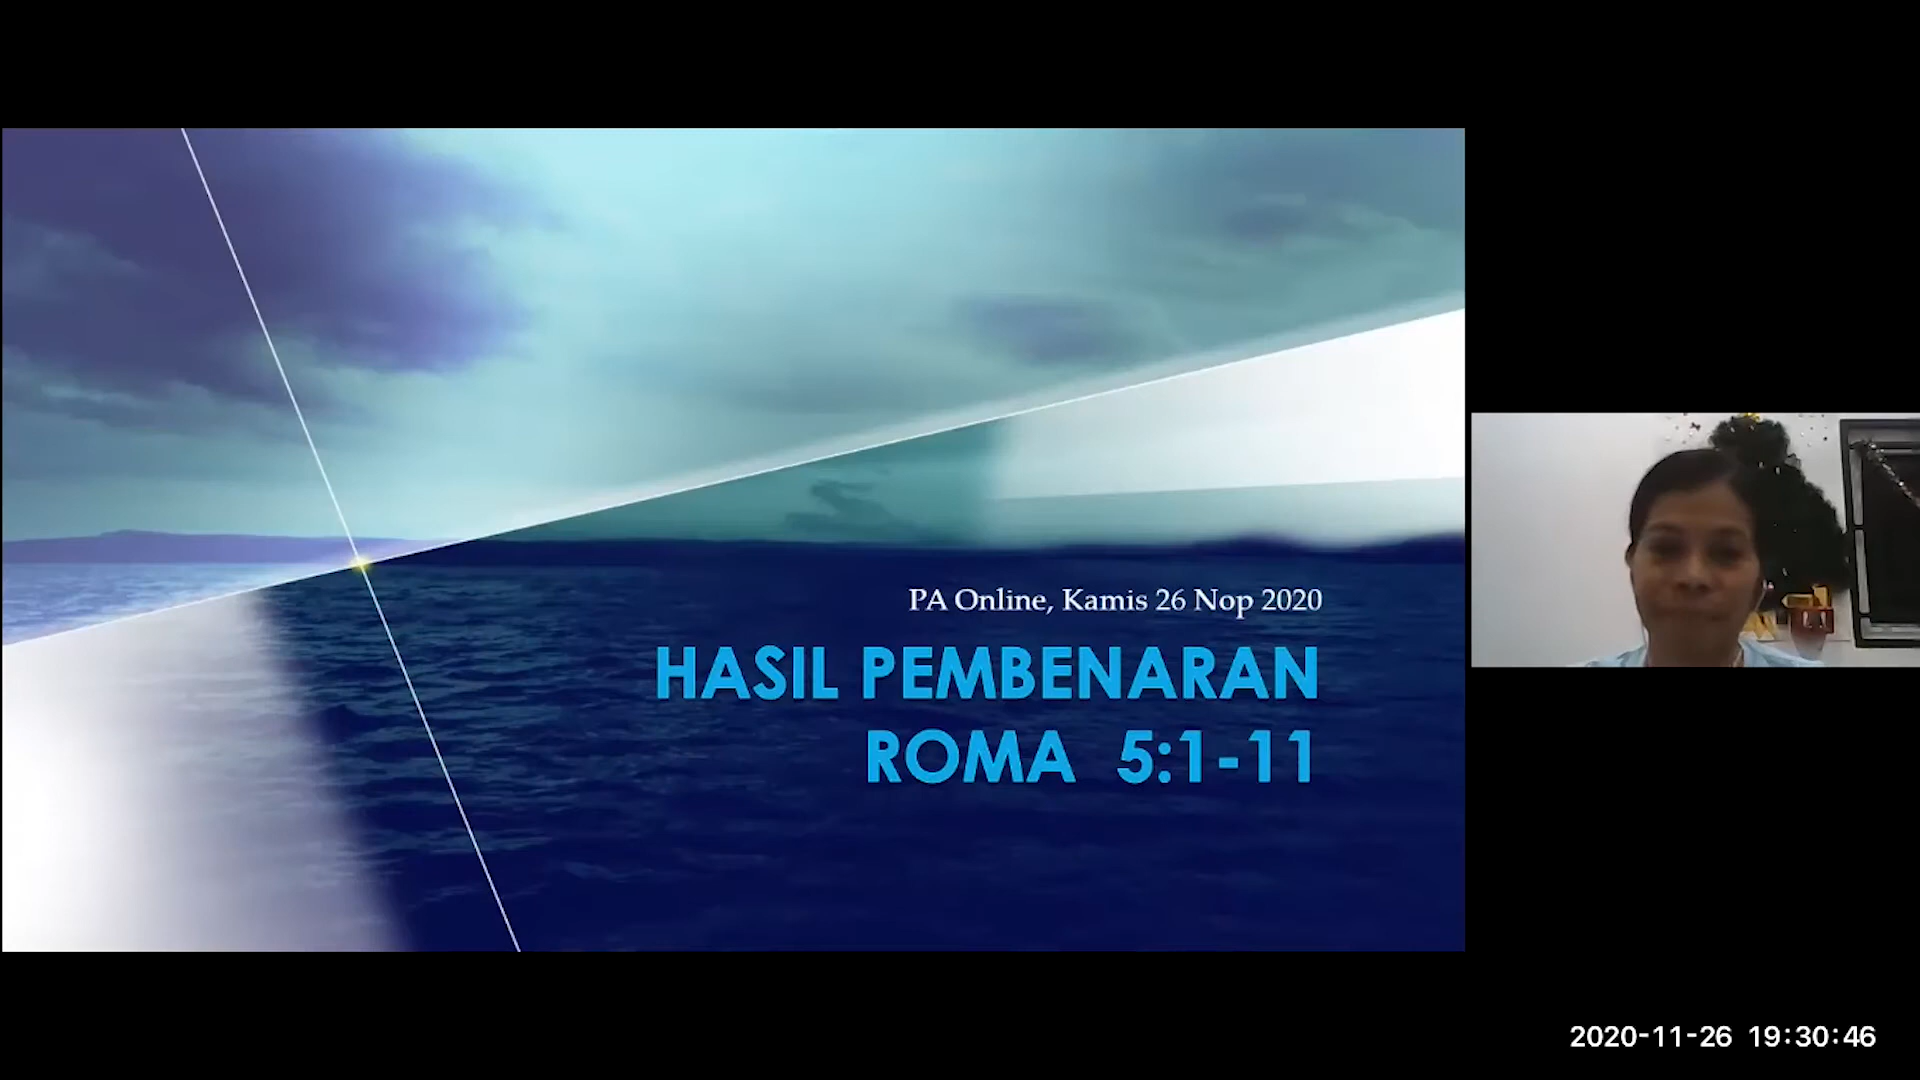 PA Online, Kamis 26 Nop 2020
HASIL PEMBENARAN
ROMA 5:1-11
2020-11-26 19:30:46